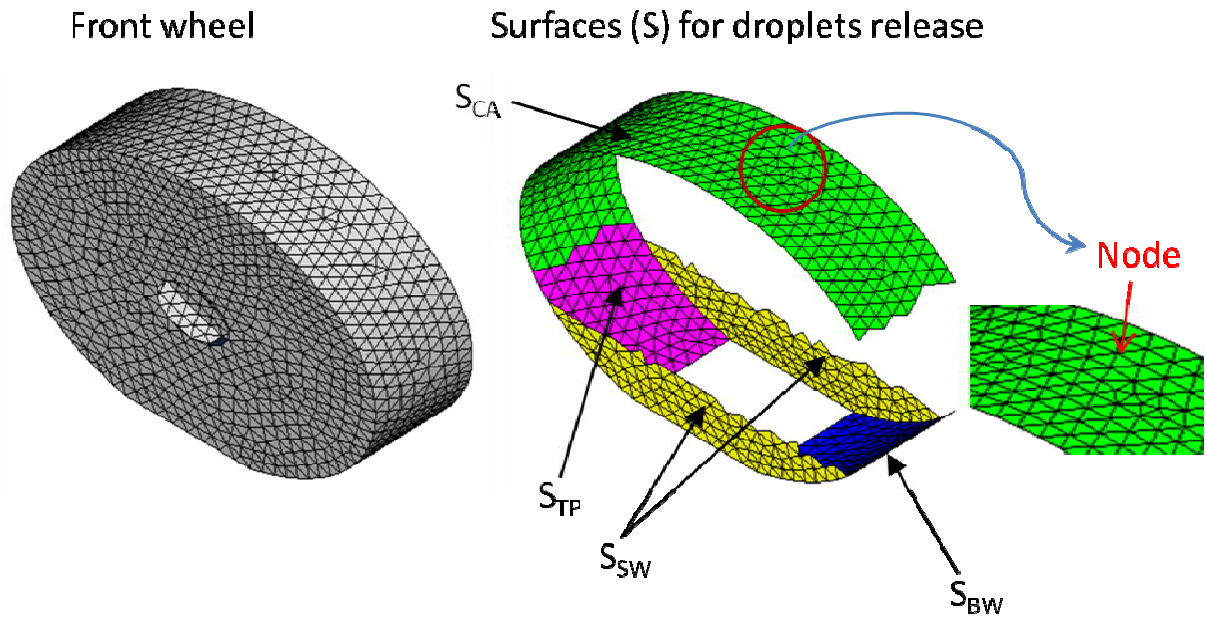 Front wheel
Surfaces (S) for droplets release
SCA
Node
STP
SSW
SBW